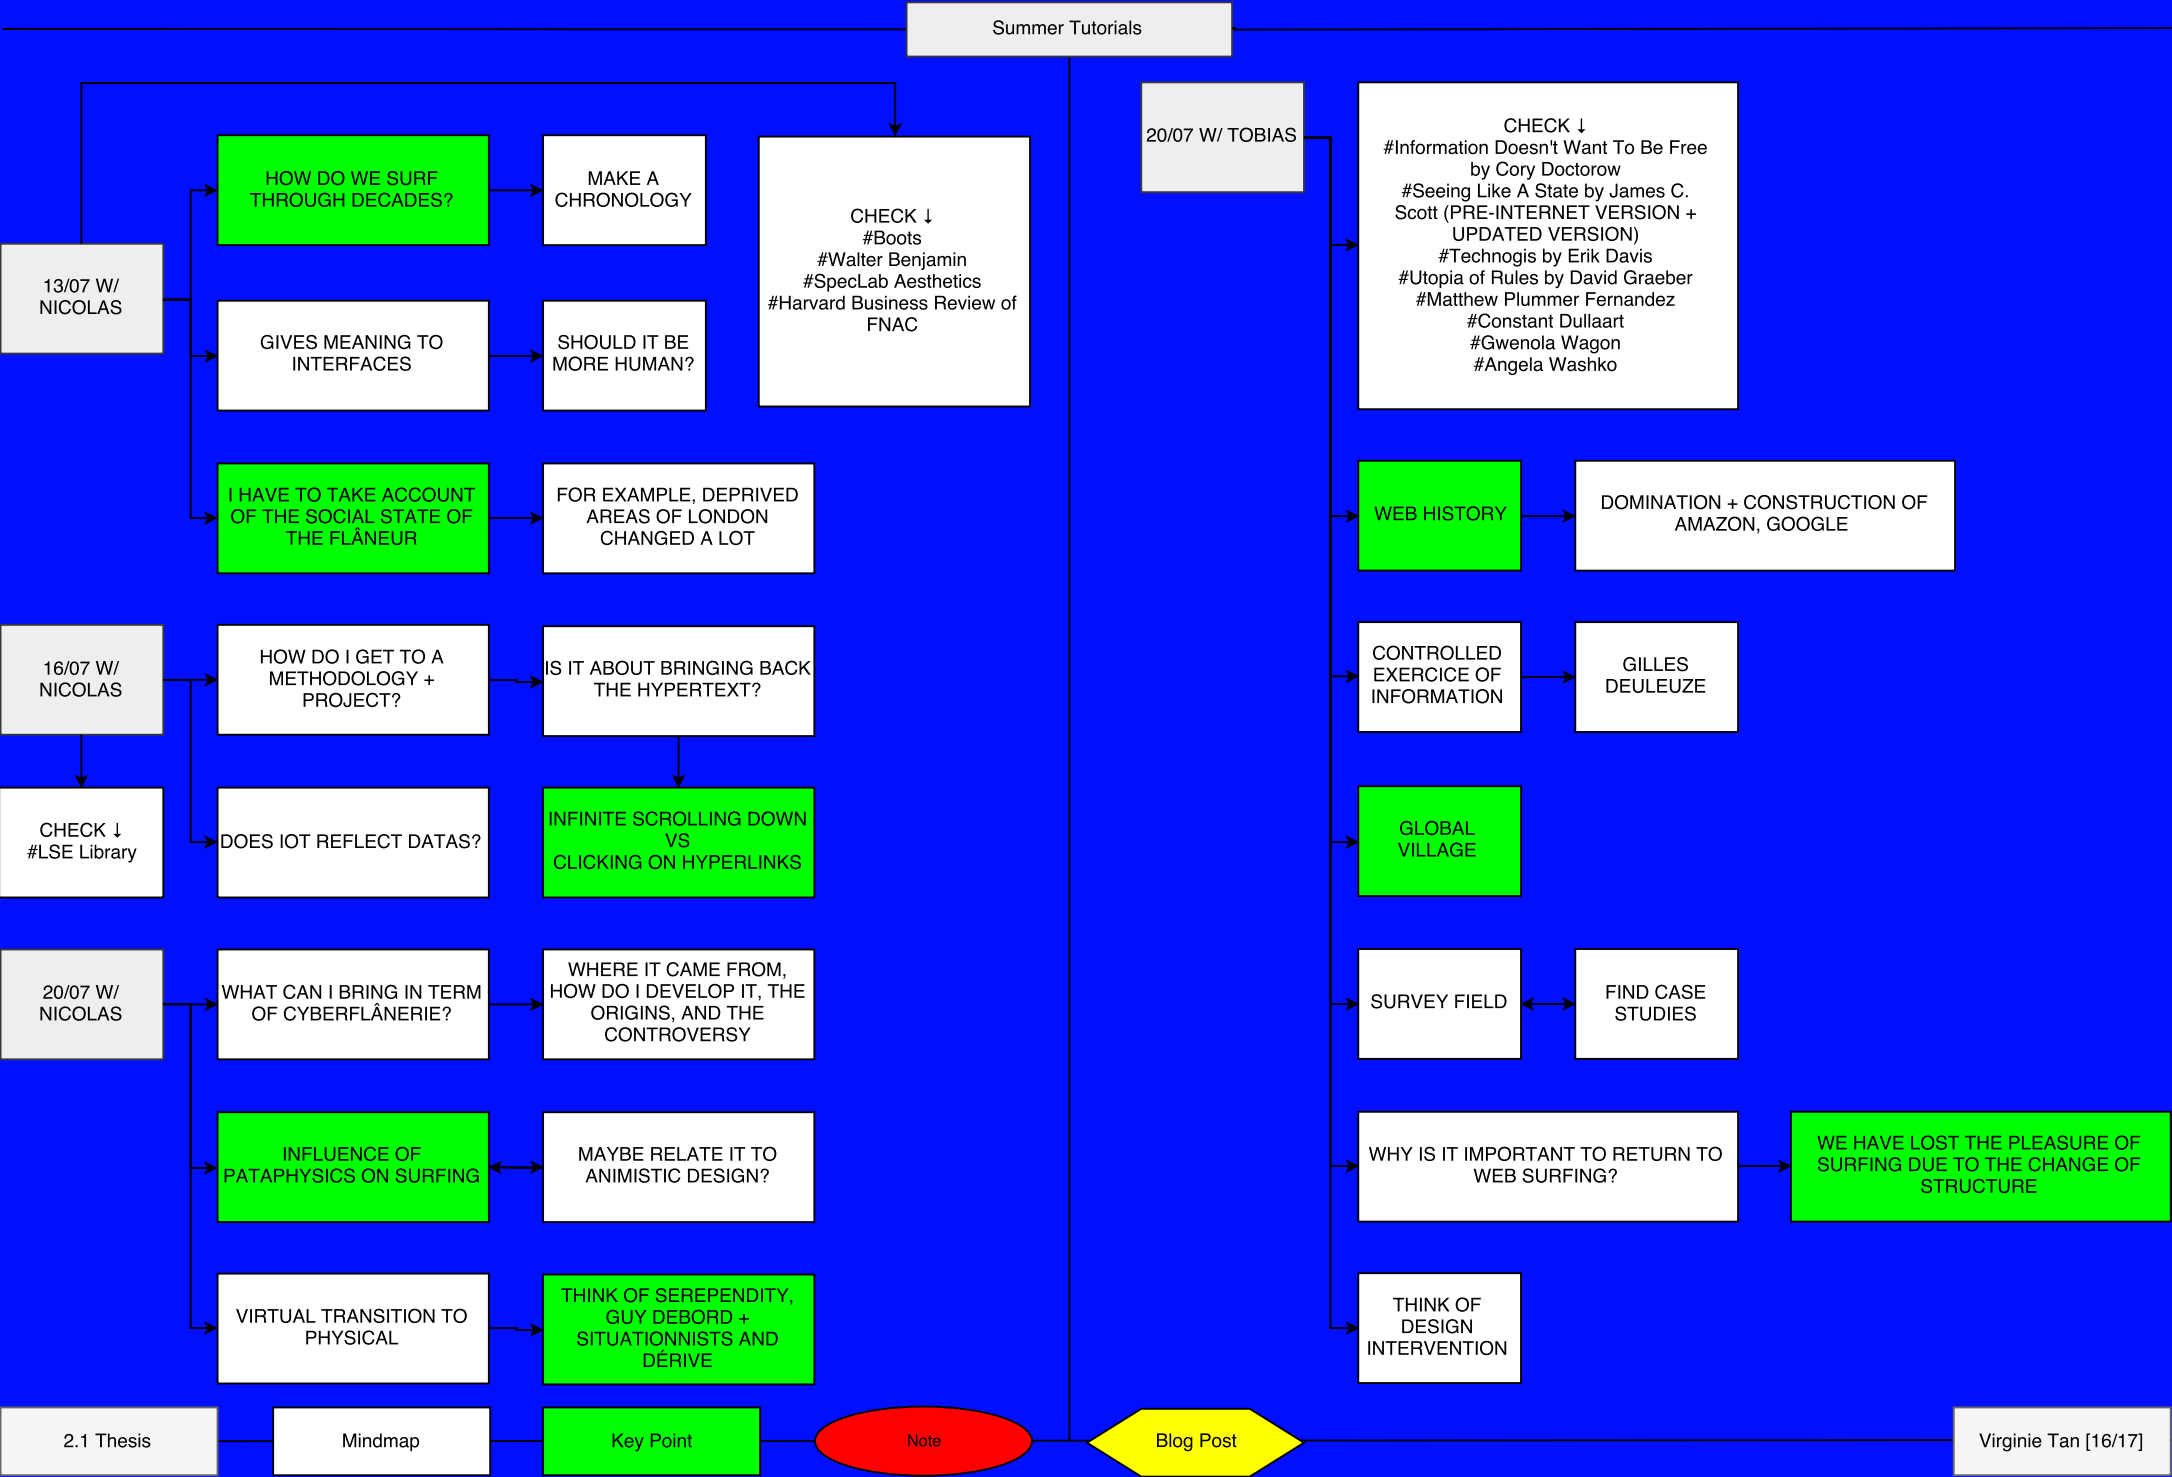 Summer Tutorials
13/07 W/
NICOLAS
HOW DO WE SURF
THROUGH DECADES?
MAKE A
CHRONOLOGY
CHECK ↓
#Boots
#Walter Benjamin
#SpecLab Aesthetics
#Harvard Business Review of
FNAC
GIVES MEANING TO
INTERFACES
SHOULD IT BE
MORE HUMAN?
I HAVE TO TAKE ACCOUNT
OF THE SOCIAL STATE OF
THE FLÂNEUR
FOR EXAMPLE, DEPRIVED
AREAS OF LONDON
CHANGED A LOT
16/07 W/
NICOLAS
HOW DO I GET TO A
METHODOLOGY +
PROJECT?
IS IT ABOUT BRINGING BACK
THE HYPERTEXT?
CHECK ↓
#LSE Library
DOES IOT REFLECT DATAS?
INFINITE SCROLLING DOWN
VS
CLICKING ON HYPERLINKS
20/07 W/
NICOLAS
WHAT CAN I BRING IN TERM
OF CYBERFLÂNERIE?
WHERE IT CAME FROM,
HOW DO I DEVELOP IT, THE
ORIGINS, AND THE
CONTROVERSY
INFLUENCE OF
PATAPHYSICS ON SURFING
MAYBE RELATE IT TO
ANIMISTIC DESIGN?
VIRTUAL TRANSITION TO
PHYSICAL
THINK OF SEREPENDITY,
GUY DEBORD +
SITUATIONNISTS AND
DÉRIVE
20/07 W/ TOBIAS
CHECK ↓
#Information Doesn't Want To Be Free
by Cory Doctorow
#Seeing Like A State by James C.
Scott (PRE-INTERNET VERSION +
UPDATED VERSION)
#Technogis by Erik Davis
#Utopia of Rules by David Graeber
#Matthew Plummer Fernandez
#Constant Dullaart
#Gwenola Wagon
#Angela Washko
WEB HISTORY
DOMINATION + CONSTRUCTION OF
AMAZON, GOOGLE
CONTROLLED
EXERCICE OF
INFORMATION
GILLES
DEULEUZE
GLOBAL
VILLAGE
SURVEY FIELD
FIND CASE
STUDIES
WHY IS IT IMPORTANT TO RETURN TO
WEB SURFING?
WE HAVE LOST THE PLEASURE OF
SURFING DUE TO THE CHANGE OF
STRUCTURE
THINK OF
DESIGN
INTERVENTION
2.1 Thesis
Mindmap
Key Point
Note
Blog Post
Virginie Tan [16/17]